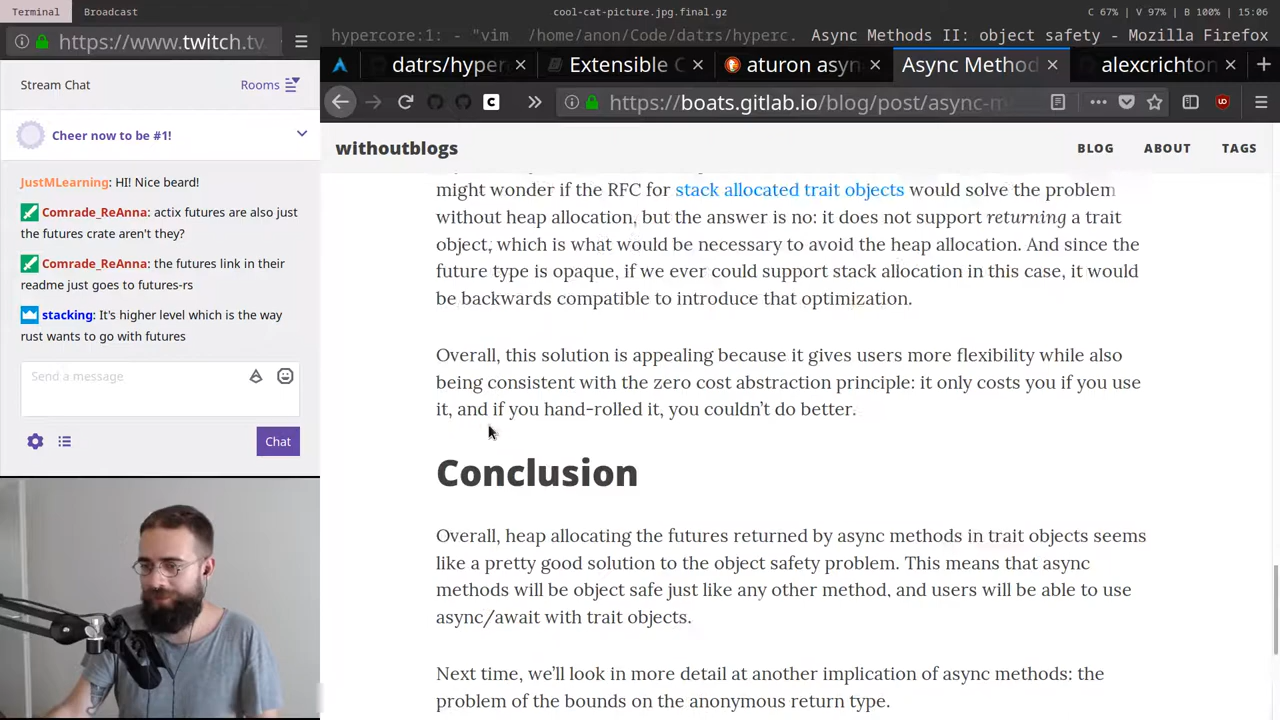 Terminal Broadcast
cool-cat-picture.jpg.final.gz
C 67% | V 97% | B 100% | 15:06
https://www.twitch.tv
hypercore:1: - "vim /home/anon/Code/datrs/hyperc. Async Methods II: object safety - Mozilla Firefox
datrs/hyper Extensible C aturon asyn Async Method alexcrichton
https://boats.gitlab.io/blog/post/async-m
Stream Chat
Rooms
Cheer now to be #1!
JustMLearning: HI! Nice beard!
Comrade_ReAnna: actix futures are also just
the futures crate aren't they?
Comrade_ReAnna: the futures link in their
readme just goes to futures-rs
stacking: It's higher level which is the way
rust wants to go with futures
Send a message
Chat
withoutblogs
BLOG ABOUT TAGS
might wonder if the RFC for stack allocated trait objects would solve the problem
without heap allocation, but the answer is no: it does not support returning a trait
object, which is what would be necessary to avoid the heap allocation. And since the
future type is opaque, if we ever could support stack allocation in this case, it would
be backwards compatible to introduce that optimization.
Overall, this solution is appealing because it gives users more flexibility while also
being consistent with the zero cost abstraction principle: it only costs you if you use
it, and if you hand-rolled it, you couldn't do better.
Conclusion
Overall, heap allocating the futures returned by async methods in trait objects seems
like a pretty good solution to the object safety problem. This means that async
methods will be object safe just like any other method, and users will be able to use
async/await with trait objects.
Next time, we'll look in more detail at another implication of async methods: the
problem of the bounds on the anonymous return type.